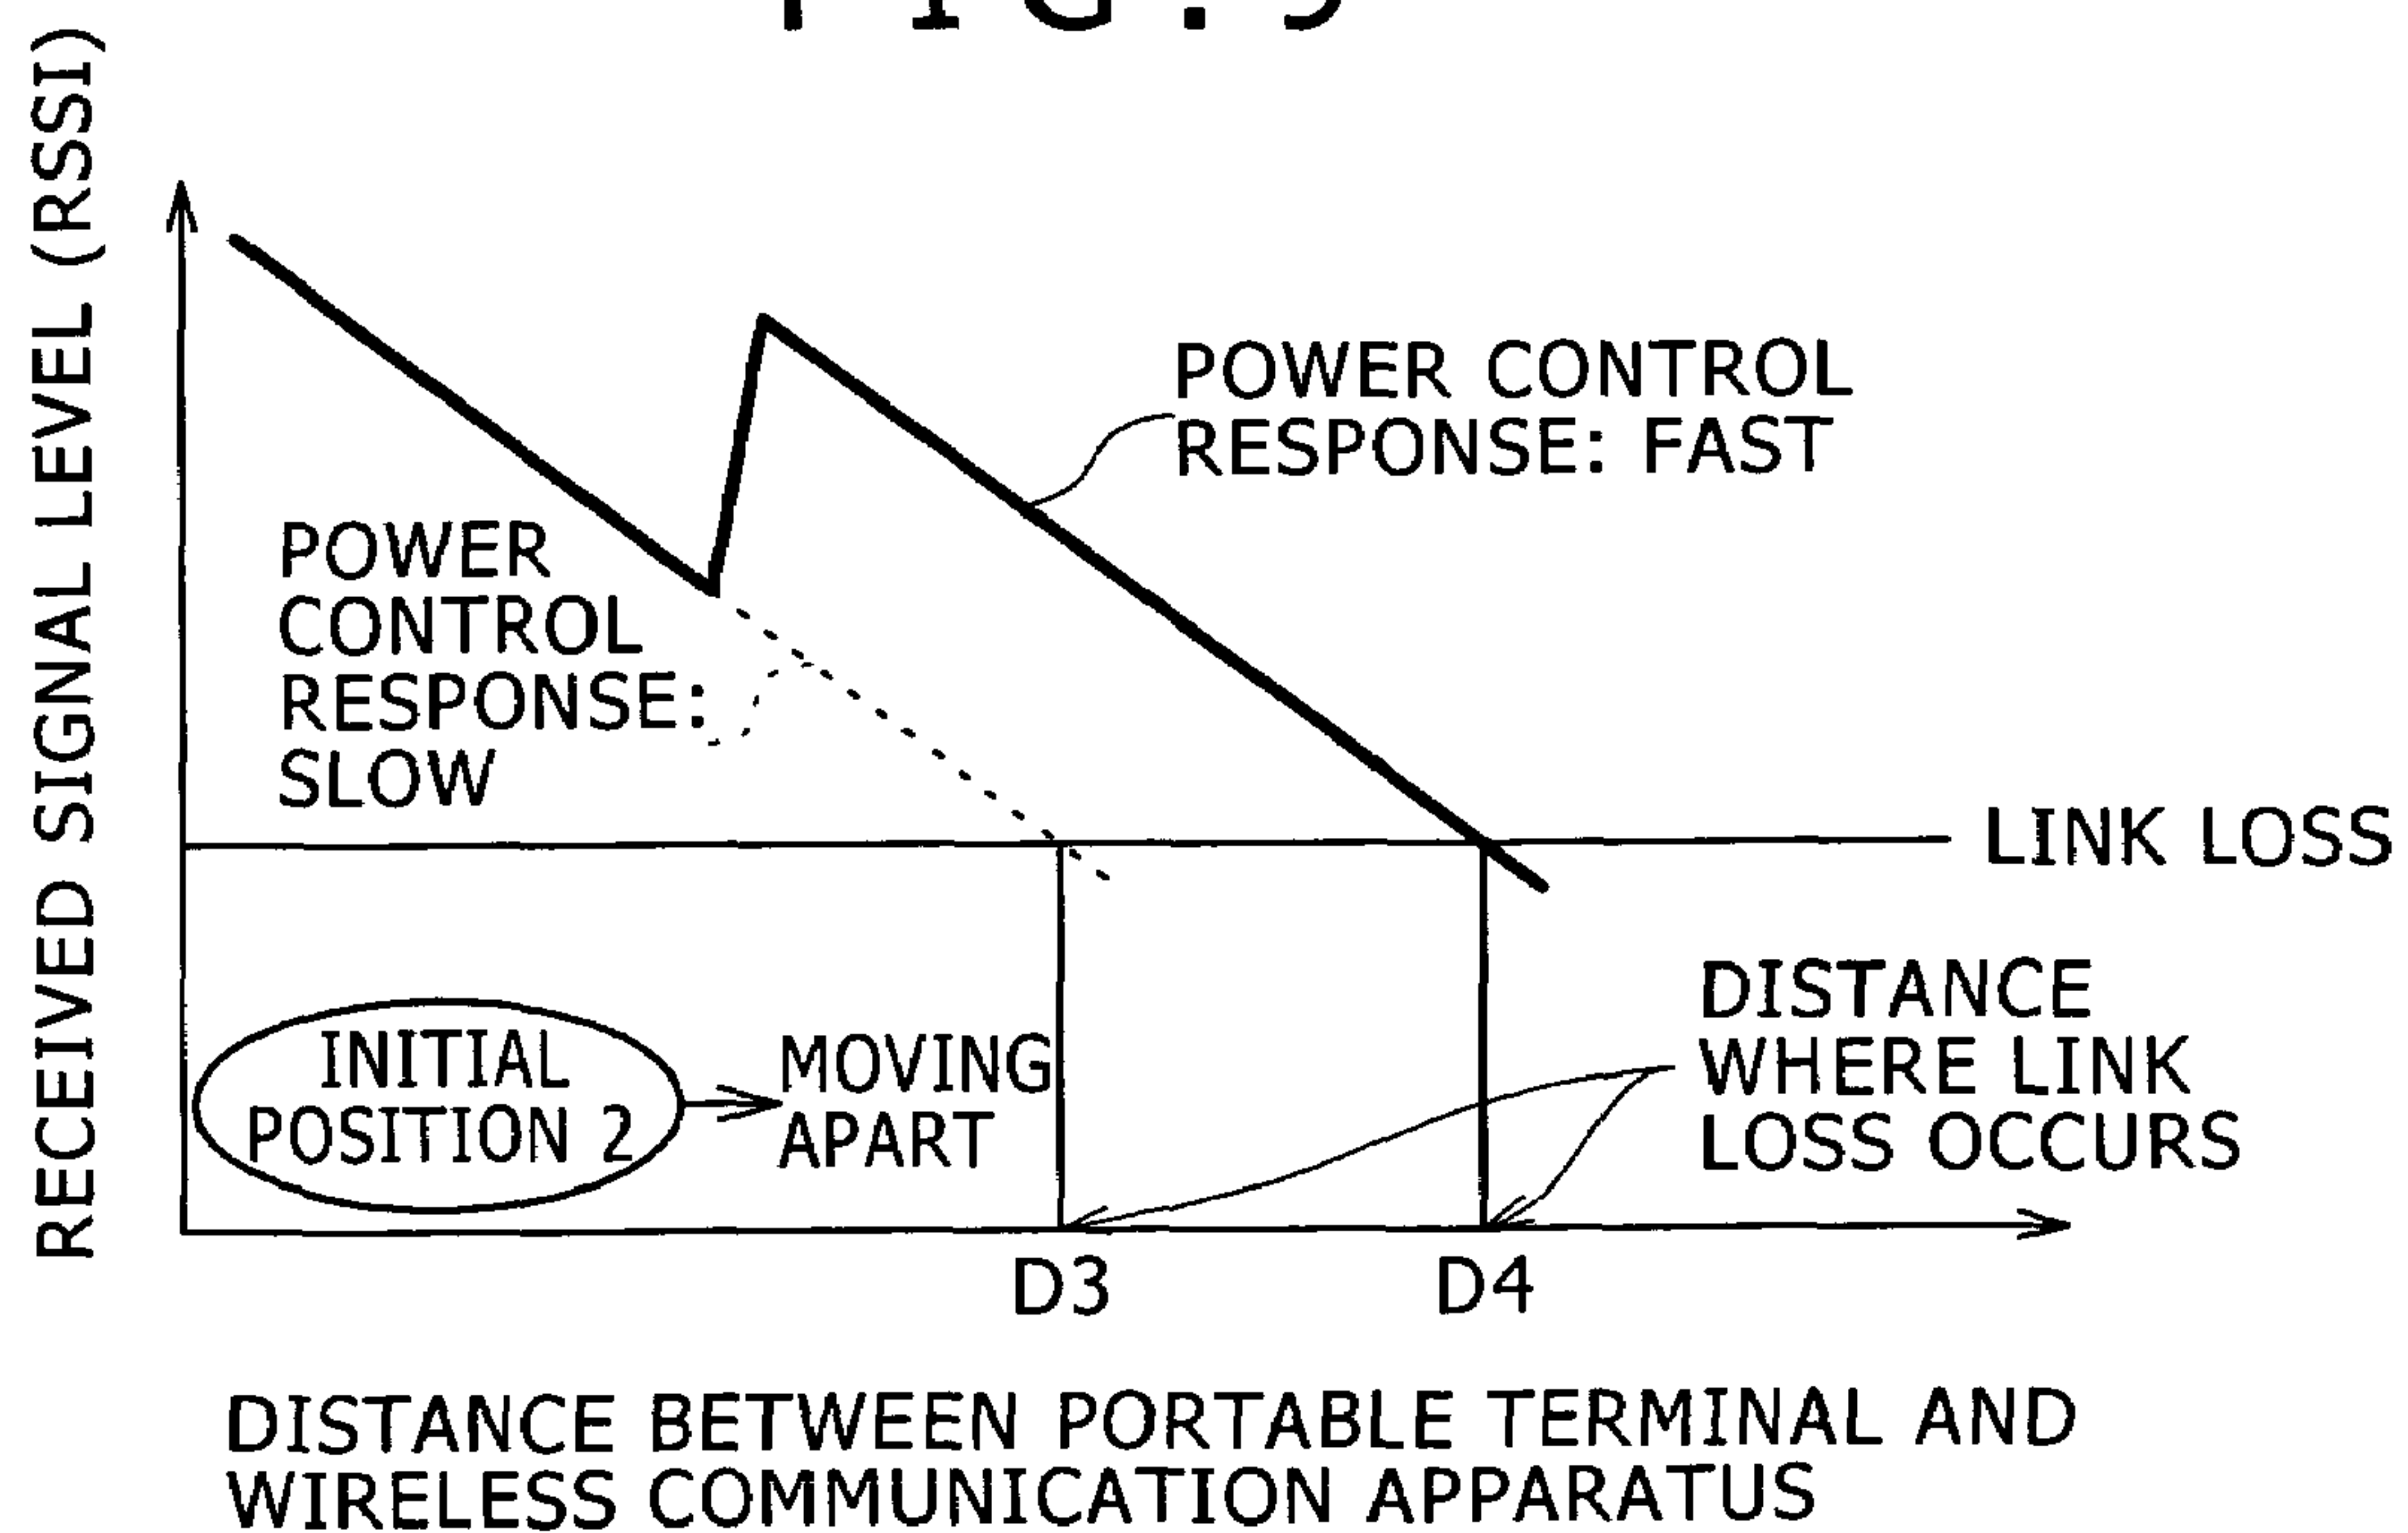 FIG.
RECEIVED SIGNAL LEVEL (RSSI)
POWER CONTROL
RESPONSE: FAST
POWER
CONTROL
RESPONSE:
SLOW
LINK LOSS
INITIAL
POSITION 2
MOVING
APART
DISTANCE
WHERE LINK
LOSS OCCURS
D3
D4
DISTANCE BETWEEN PORTABLE TERMINAL AND
WIRELESS COMMUNICATION APPARATUS